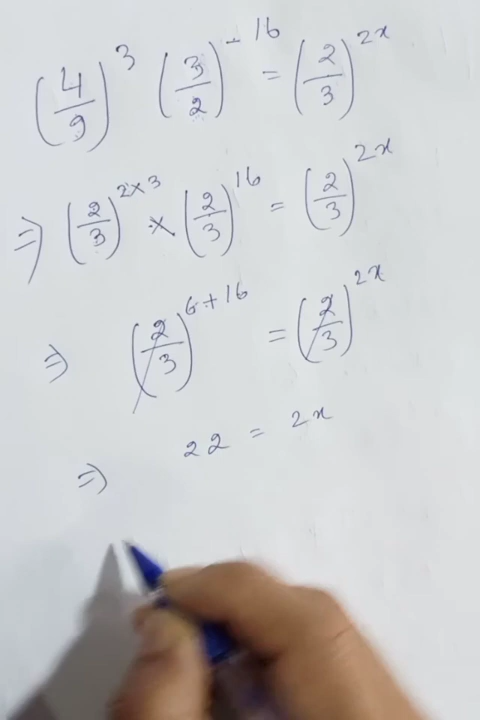 (4/9)^3 (3/2)^-16 = (2/3)^2x
⇒ (2/3)^2×3 × (2/3)^16 = (2/3)^2x
⇒ (2/3)^6+16 = (2/3)^2x
⇒ 22 = 2x